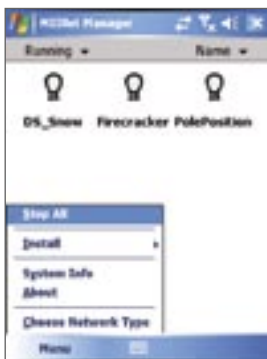 MIDlet Manager
Running Name
DS_Snow Firecracker PolePosition
Stop All
Install
System Info
About
Choose Network Type
Menu